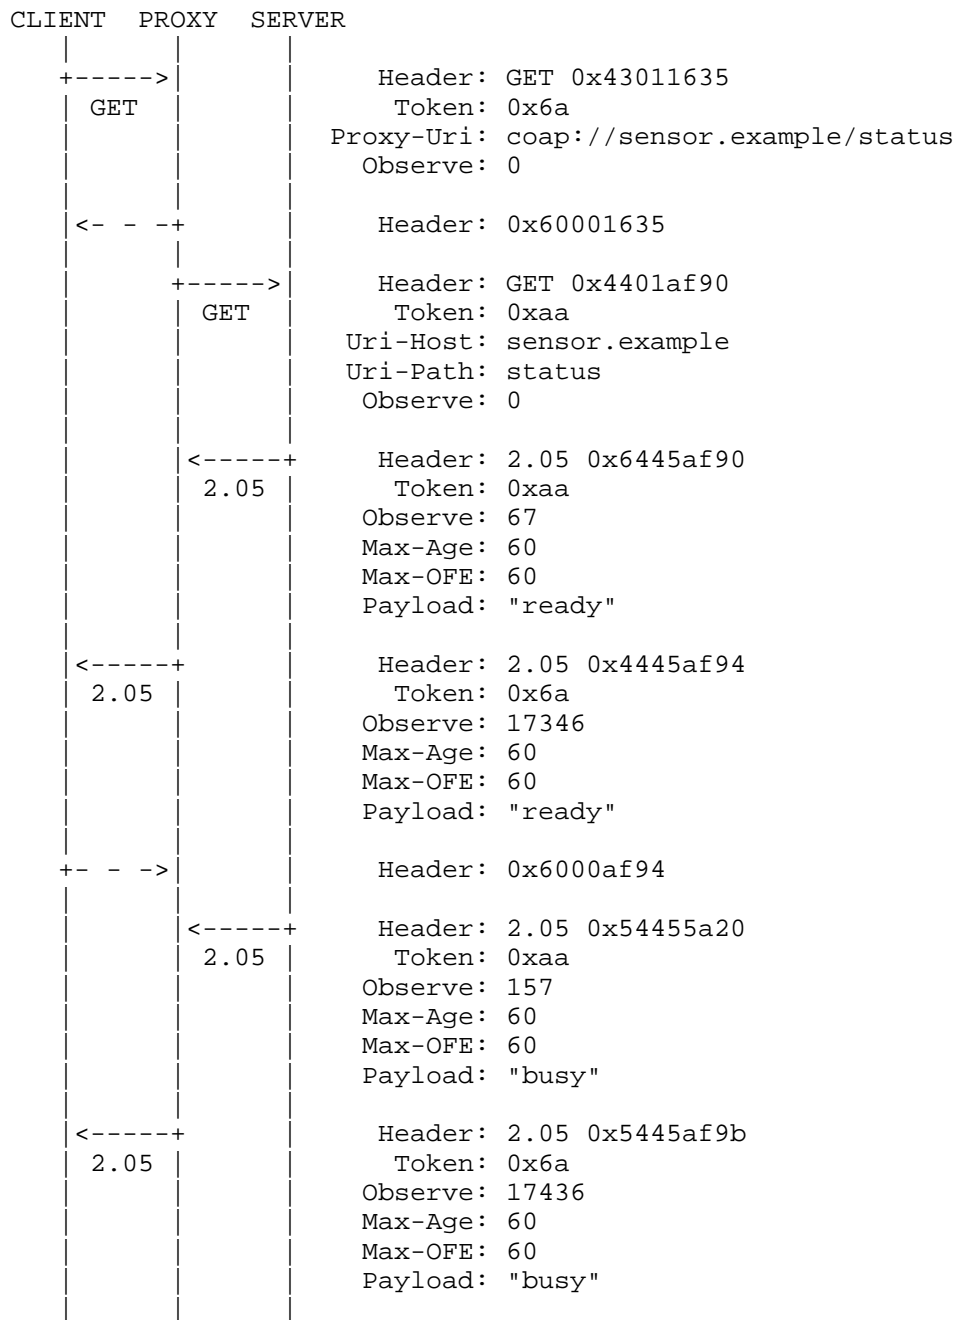 CLIENT  PROXY  SERVER
  |      |      |
  +----->|      |     Header: GET 0x43011635
  | GET  |      |      Token: 0x6a
  |      |      |  Proxy-Uri: coap://sensor.example/status
  |      |      |    Observe: 0
  |      |      |
  |<- - -+      |     Header: 0x60001635
  |      |      |
  |      +----->|     Header: GET 0x4401af90
  |      | GET  |      Token: 0xaa
  |      |      |   Uri-Host: sensor.example
  |      |      |   Uri-Path: status
  |      |      |    Observe: 0
  |      |      |
  |      |<-----+     Header: 2.05 0x6445af90
  |      | 2.05 |      Token: 0xaa
  |      |      |    Observe: 67
  |      |      |    Max-Age: 60
  |      |      |    Max-OFE: 60
  |      |      |    Payload: "ready"
  |      |      |
  |<-----+      |     Header: 2.05 0x4445af94
  | 2.05 |      |      Token: 0x6a
  |      |      |    Observe: 17346
  |      |      |    Max-Age: 60
  |      |      |    Max-OFE: 60
  |      |      |    Payload: "ready"
  |      |      |
  +- - ->|      |     Header: 0x6000af94
  |      |      |
  |      |<-----+     Header: 2.05 0x54455a20
  |      | 2.05 |      Token: 0xaa
  |      |      |    Observe: 157
  |      |      |    Max-Age: 60
  |      |      |    Max-OFE: 60
  |      |      |    Payload: "busy"
  |      |      |
  |<-----+      |     Header: 2.05 0x5445af9b
  | 2.05 |      |      Token: 0x6a
  |      |      |    Observe: 17436
  |      |      |    Max-Age: 60
  |      |      |    Max-OFE: 60
  |      |      |    Payload: "busy"
  |      |      |